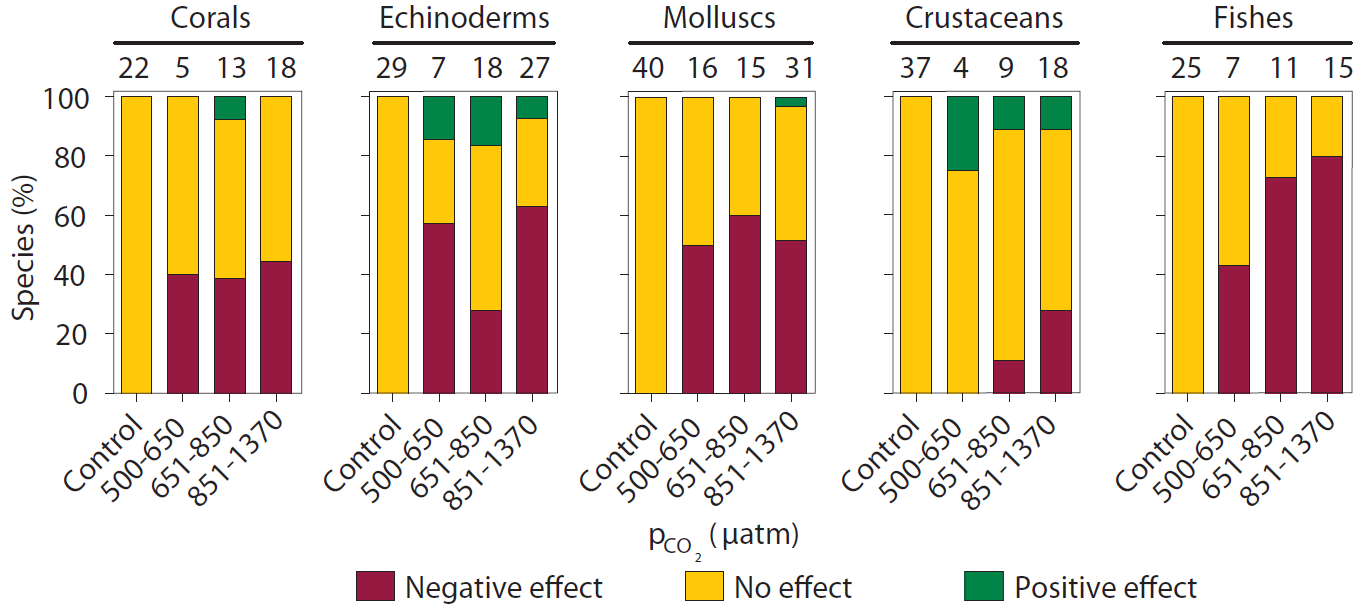 Corals Echinoderms Molluscs Crustaceans Fishes
22 5 13 18 29 7 18 27 40 16 15 31 37 4 9 18 25 7 11 15
100
80
60
40
20
0
Species (%)
Control 500-650 651-850 851-1370 Control 500-650 651-850 851-1370 Control 500-650 651-850 851-1370 Control 500-650 651-850 851-1370 Control 500-650 651-850 851-1370
pCO2 (µatm)
Negative effect No effect Positive effect